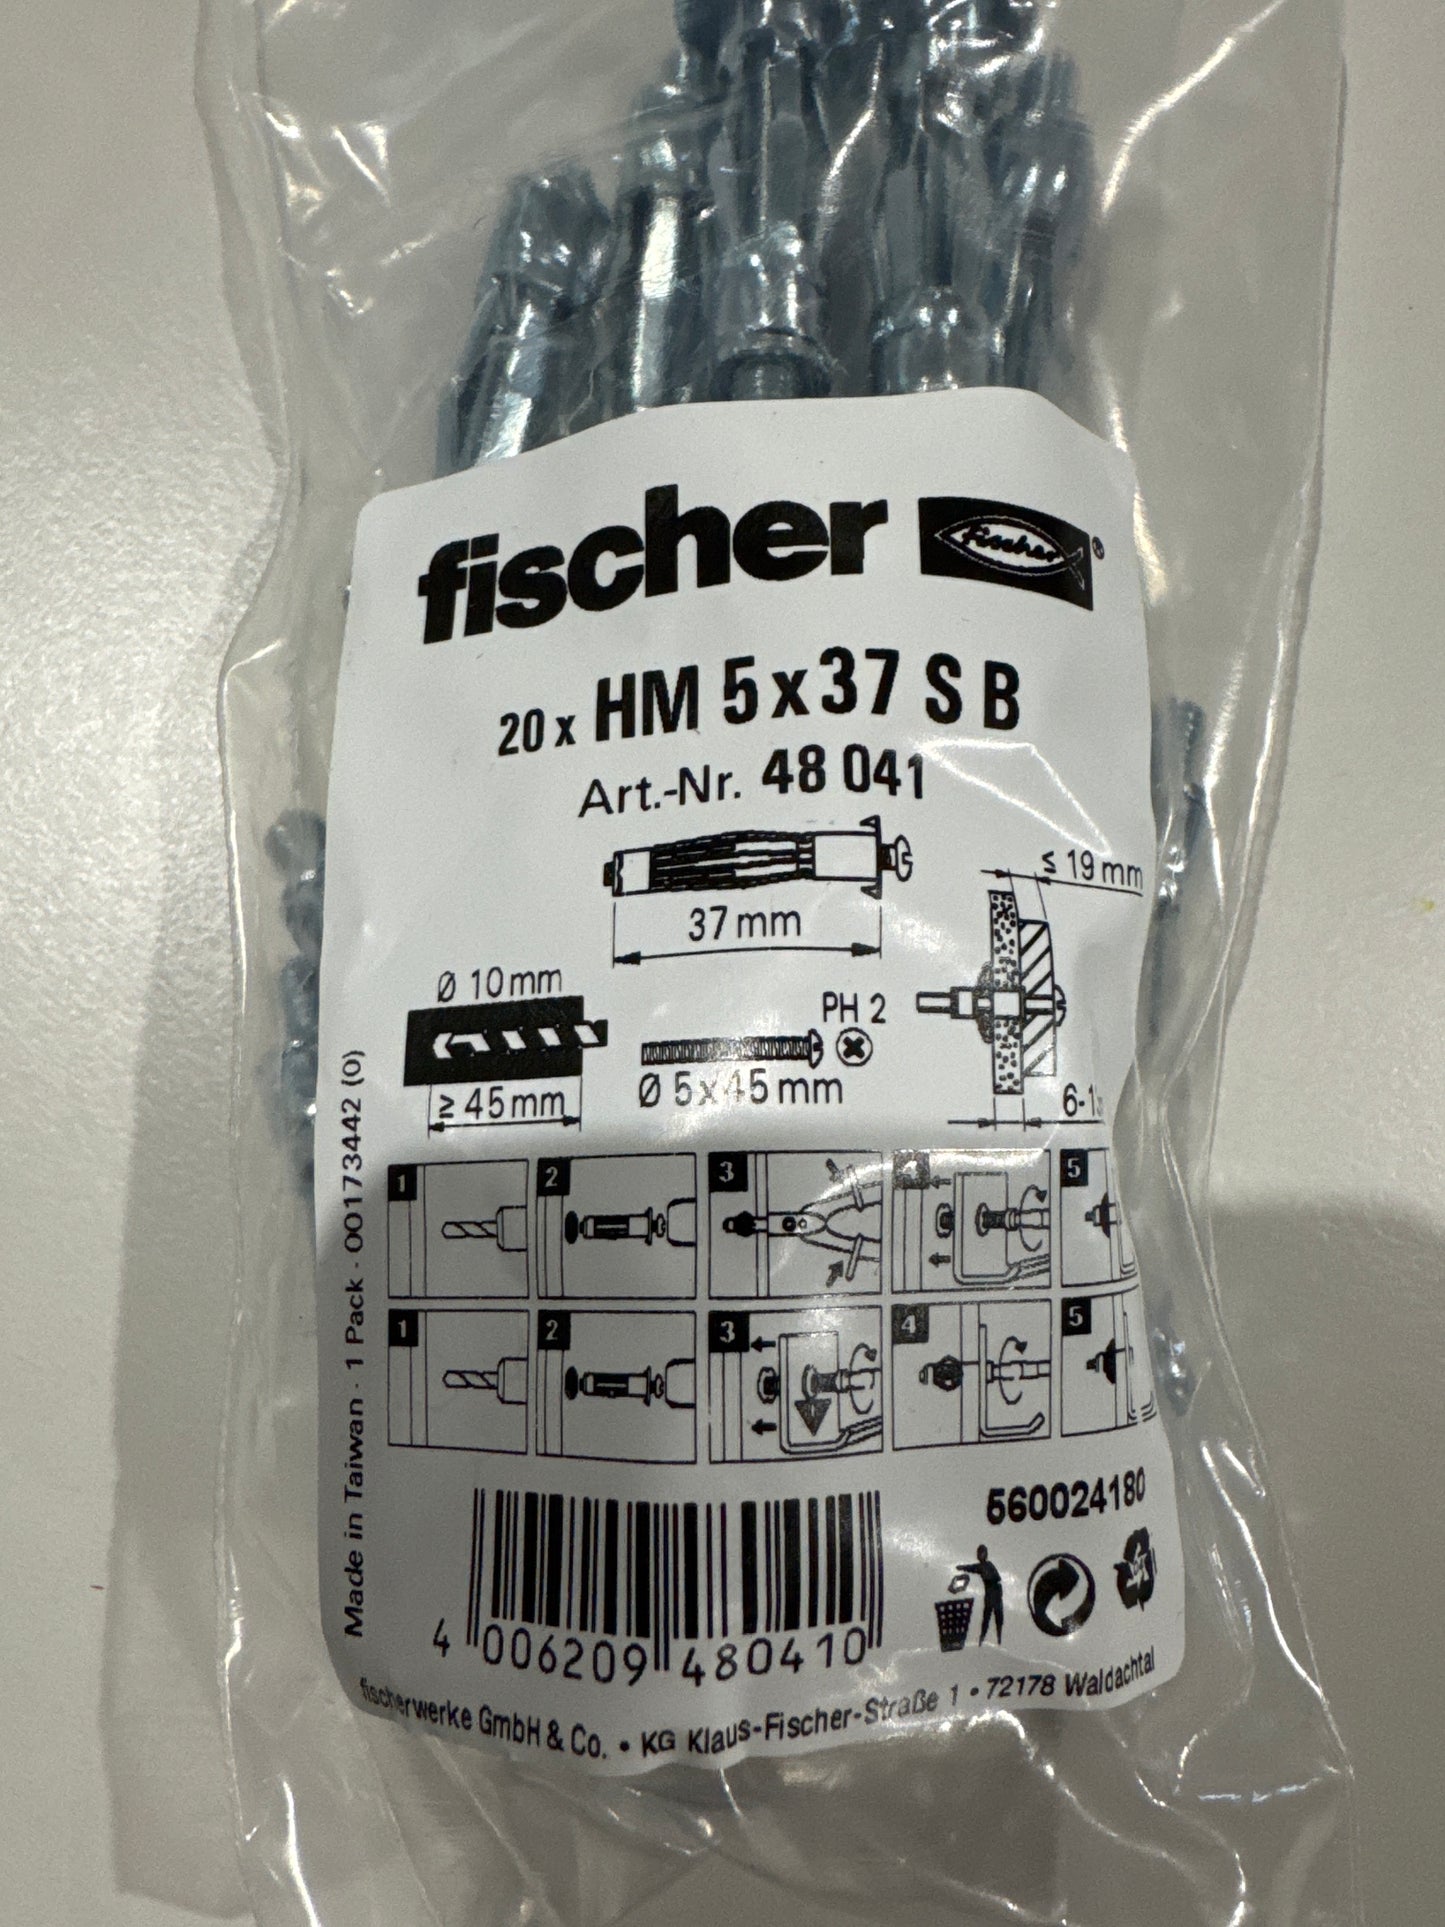 fischer fischer ®
20 x HM 5 x 37 S B
Art.-Nr. 48 041
≤ 19 mm
37 mm
Ø 10 mm
PH 2
≥ 45 mm
Ø 5 x 45 mm
1 2 3 4 5
1 2 3 4 5
560024180
4 006209 480410
fischerwerke GmbH & Co. • KG Klaus-Fischer-Straße 1 • 72178 Waldachtal
Made in Taiwan · 1 Pack · 00173442 (0)